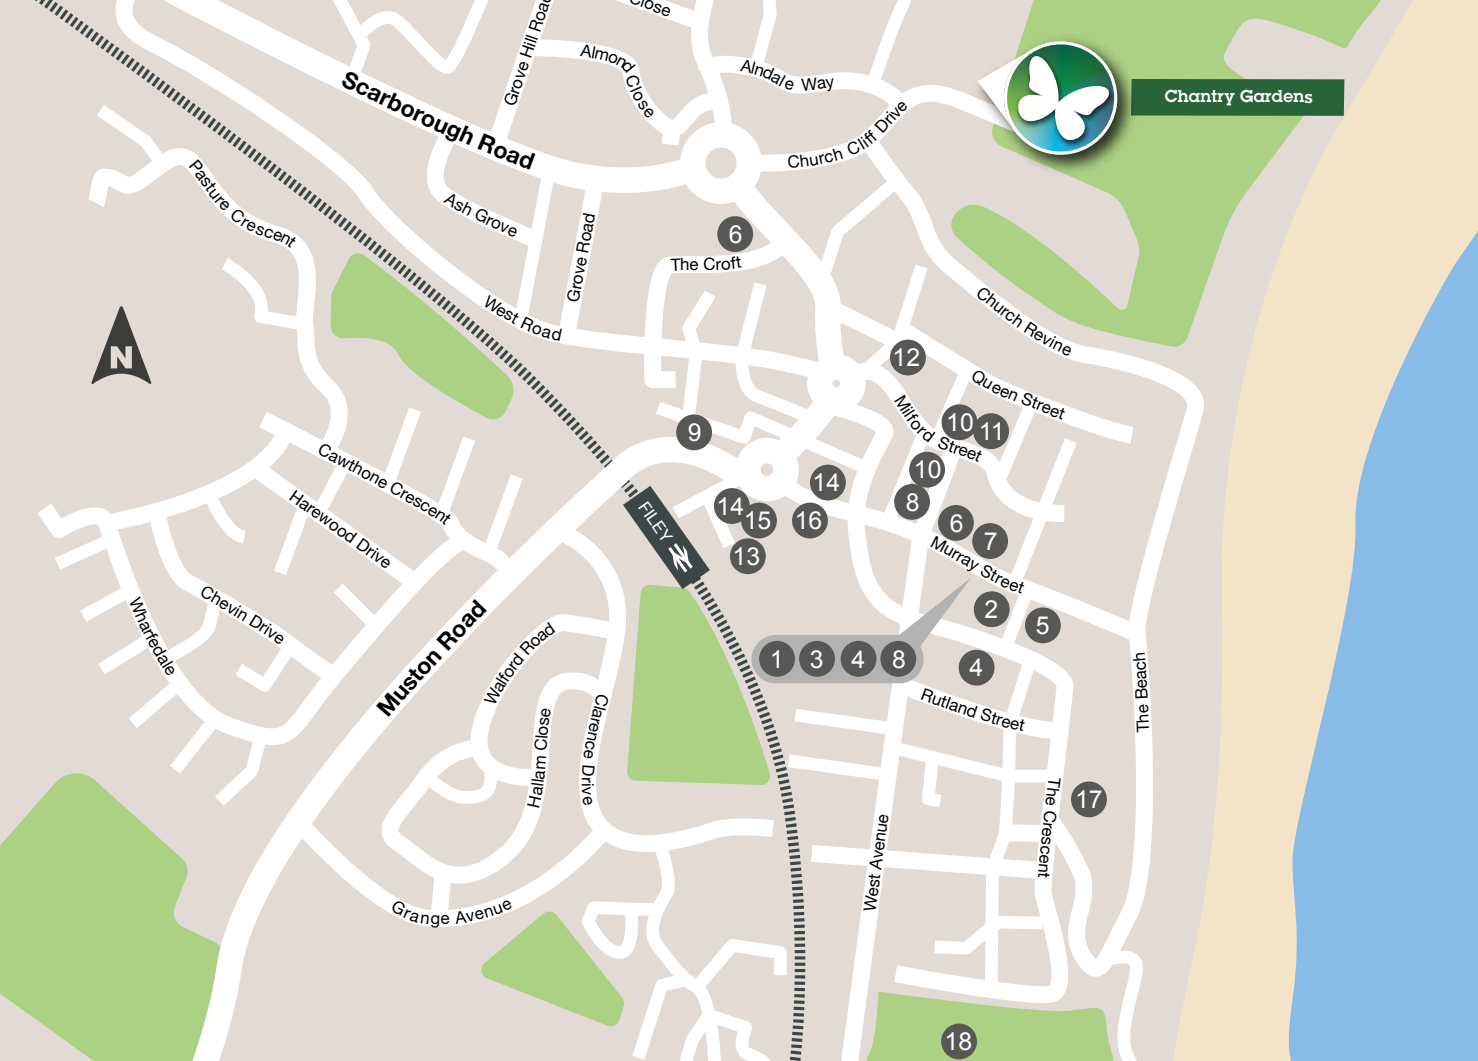 Close
Grove Hill Road
Almond Close
Alndale Way
Chantry Gardens
Scarborough Road
Church Cliff Drive
Pasture Crescent
Ash Grove
Grove Road
6
The Croft
N
West Road
Church Revine
12
Queen Street
Milford Street
10
11
9
Cawthone Crescent
10
14
8
Harewood Drive
14
15
16
FILEY
6
7
13
Murray Street
Chevin Drive
Wharfedale
2
5
Muston Road
Walford Road
1 3 4 8
4
The Beach
Rutland Street
Clarence Drive
Hallam Close
17
The Crescent
West Avenue
Grange Avenue
18